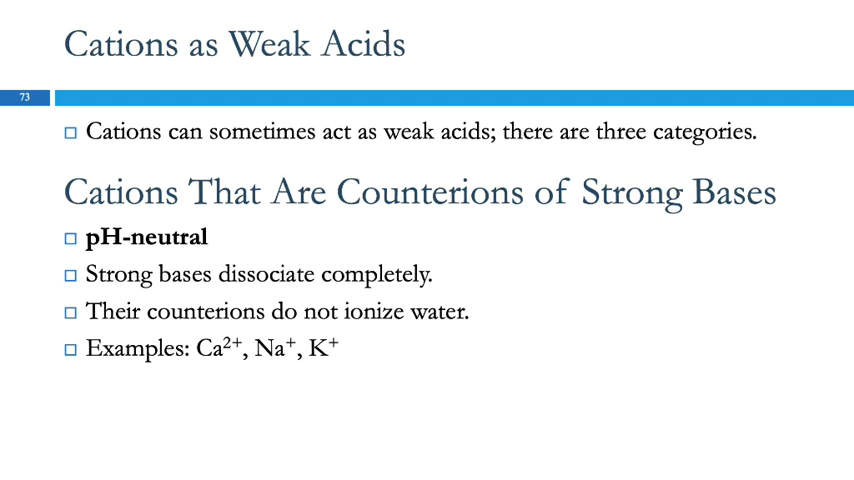 Cations as Weak Acids
73
Cations can sometimes act as weak acids; there are three categories.
Cations That Are Counterions of Strong Bases
pH-neutral
Strong bases dissociate completely.
Their counterions do not ionize water.
Examples: Ca²⁺, Na⁺, K⁺